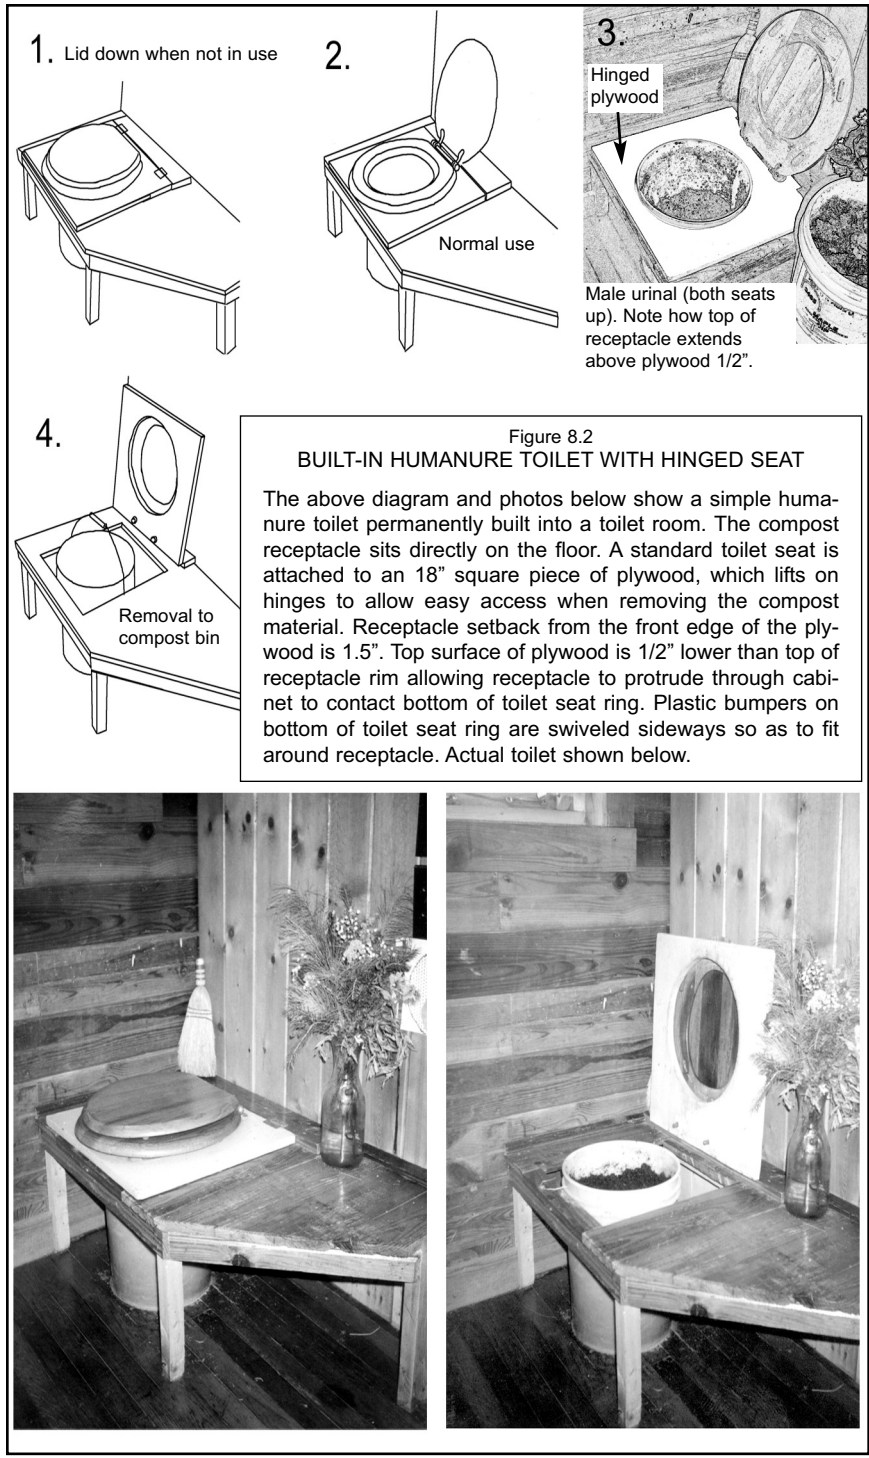 1. Lid down when not in use
2.
Normal use
3.
Hinged
plywood
Male urinal (both seats
up). Note how top of
receptacle extends
above plywood 1/2”.
4.
Removal to
compost bin
Figure 8.2
BUILT-IN HUMANURE TOILET WITH HINGED SEAT
The above diagram and photos below show a simple huma-
nure toilet permanently built into a toilet room. The compost
receptacle sits directly on the floor. A standard toilet seat is
attached to an 18” square piece of plywood, which lifts on
hinges to allow easy access when removing the compost
material. Receptacle setback from the front edge of the ply-
wood is 1.5”. Top surface of plywood is 1/2” lower than top of
receptacle rim allowing receptacle to protrude through cabi-
net to contact bottom of toilet seat ring. Plastic bumpers on
bottom of toilet seat ring are swiveled sideways so as to fit
around receptacle. Actual toilet shown below.